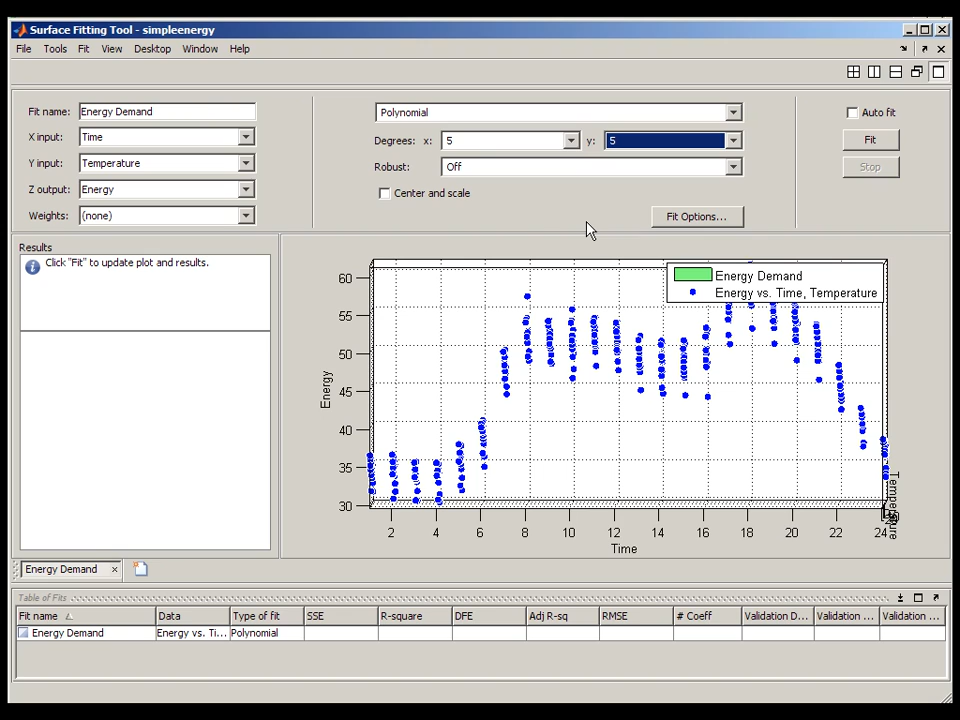 Surface Fitting Tool - simpleenergy
File Tools Fit View Desktop Window Help
Fit name: Energy Demand
X input: Time
Y input: Temperature
Z output: Energy
Weights: (none)
Polynomial
Degrees: x: 5 y: 5
Robust: Off
Center and scale
Fit Options...
Auto fit
Fit
Stop
Results
Click "Fit" to update plot and results.
Energy Demand
Energy vs. Time, Temperature
60
55
50
45
40
35
30
Energy
2 4 6 8 10 12 14 16 18 20 22 24
Time
Temperature
Energy Demand
Table of Fits
Fit name Data Type of fit SSE R-square DFE Adj R-sq RMSE # Coeff Validation D... Validation ... Validation ...
Energy Demand Energy vs. Ti... Polynomial